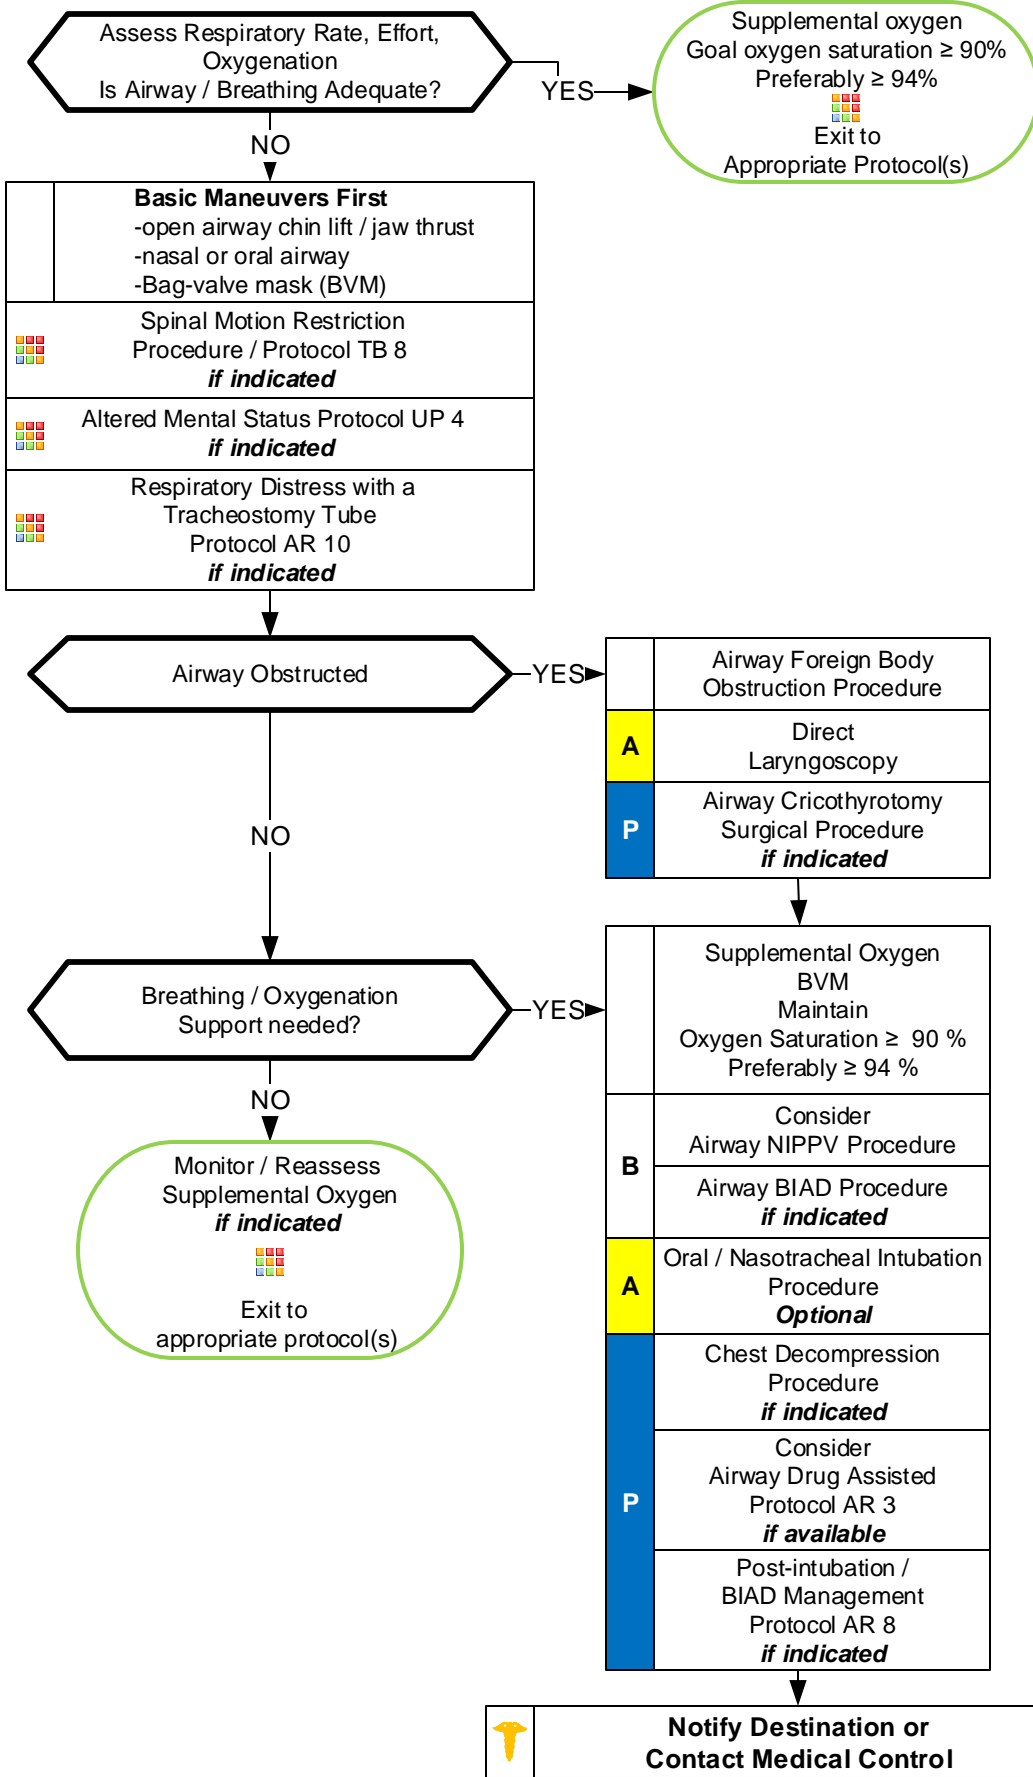 Assess Respiratory Rate, Effort,
Oxygenation
Is Airway / Breathing Adequate?
YES
Supplemental oxygen
Goal oxygen saturation ≥ 90%
Preferably ≥ 94%
Exit to
Appropriate Protocol(s)
NO
Basic Maneuvers First
-open airway chin lift / jaw thrust
-nasal or oral airway
-Bag-valve mask (BVM)
Spinal Motion Restriction
Procedure / Protocol TB 8
if indicated
Altered Mental Status Protocol UP 4
if indicated
Respiratory Distress with a
Tracheostomy Tube
Protocol AR 10
if indicated
Airway Obstructed
YES
Airway Foreign Body
Obstruction Procedure
A
Direct
Laryngoscopy
P
Airway Cricothyrotomy
Surgical Procedure
if indicated
NO
Breathing / Oxygenation
Support needed?
YES
Supplemental Oxygen
BVM
Maintain
Oxygen Saturation ≥ 90 %
Preferably ≥ 94 %
B
Consider
Airway NIPPV Procedure
Airway BIAD Procedure
if indicated
A
Oral / Nasotracheal Intubation
Procedure
Optional
P
Chest Decompression
Procedure
if indicated
Consider
Airway Drug Assisted
Protocol AR 3
if available
Post-intubation /
BIAD Management
Protocol AR 8
if indicated
NO
Monitor / Reassess
Supplemental Oxygen
if indicated
Exit to
appropriate protocol(s)
Notify Destination or
Contact Medical Control